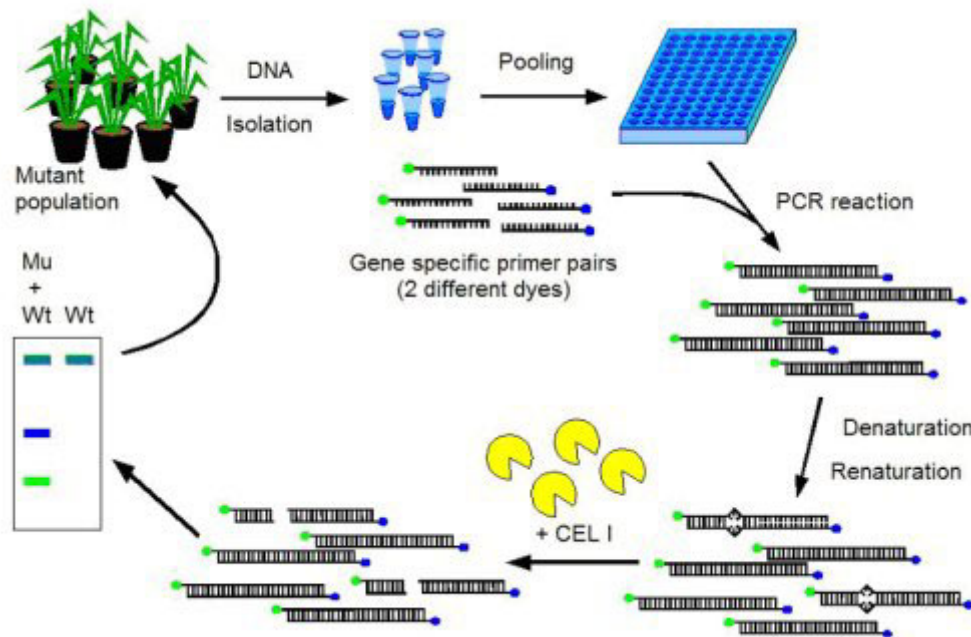 DNA
Isolation
Pooling
Mutant
population
PCR reaction
Gene specific primer pairs
(2 different dyes)
Mu
+
Wt Wt
Denaturation
Renaturation
+ CEL I